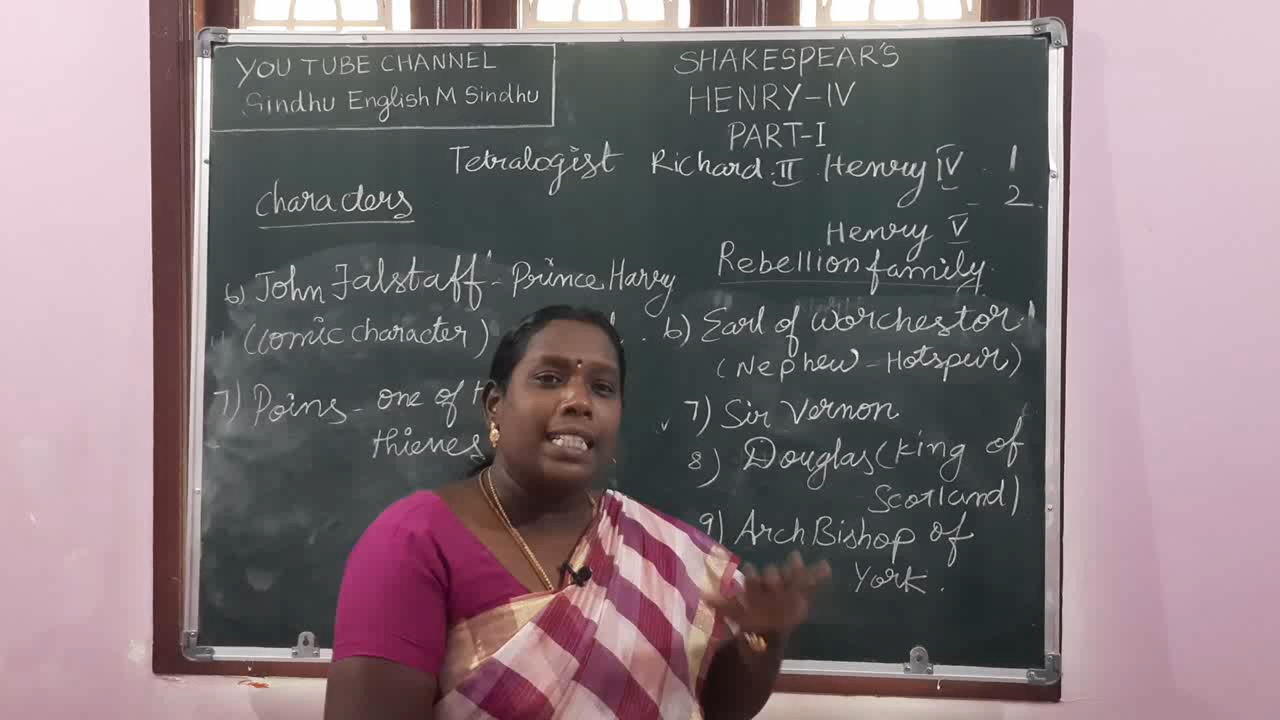 YOU TUBE CHANNEL
Sindhu English M Sindhu
SHAKESPEAR'S
HENRY-IV
PART-I
Tetralogist Richard II Henry IV - 1
- 2
Henry V
Characters
6) John Falstaff - Prince Harry
(comic character)
7) Poins - one of
thieves
Rebellion family.
6) Earl of Worchestor
(Nephew - Hotspur)
7) Sir Vernon
8) Douglas (King of
Scorland)
9) Arch Bishop of
York.